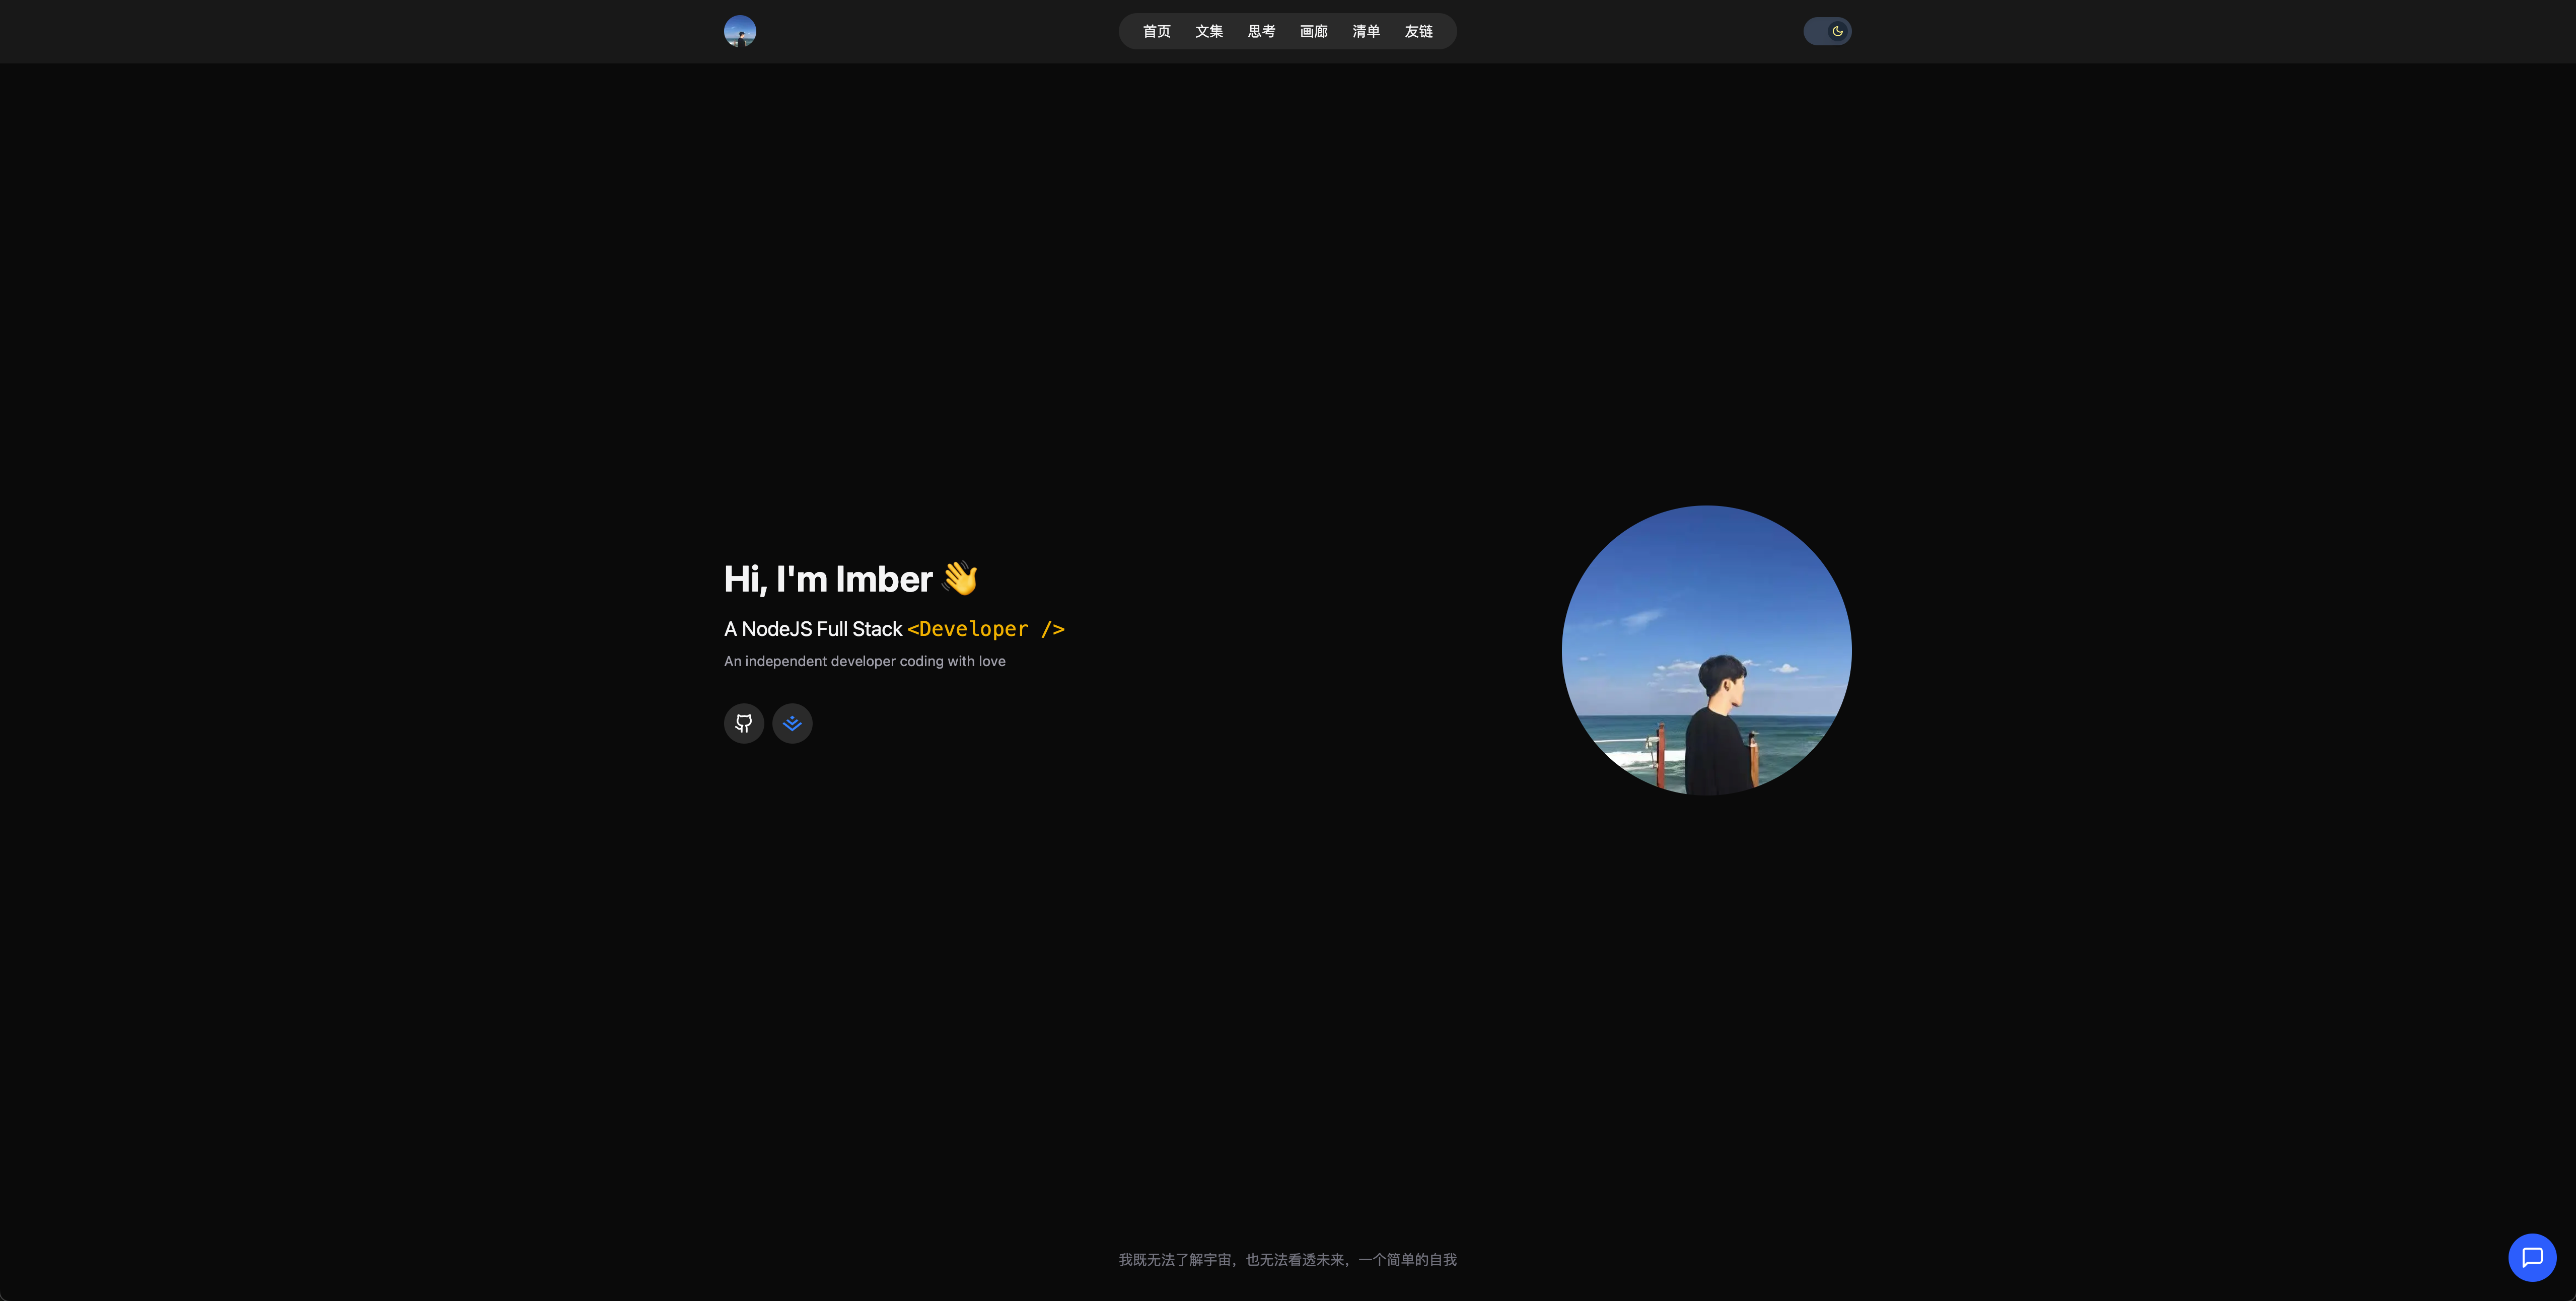 首页 文集 思考 画廊 清单 友链
Hi, I'm Imber 👋
A NodeJS Full Stack <Developer />
An independent developer coding with love
我既无法了解宇宙，也无法看透未来，一个简单的自我